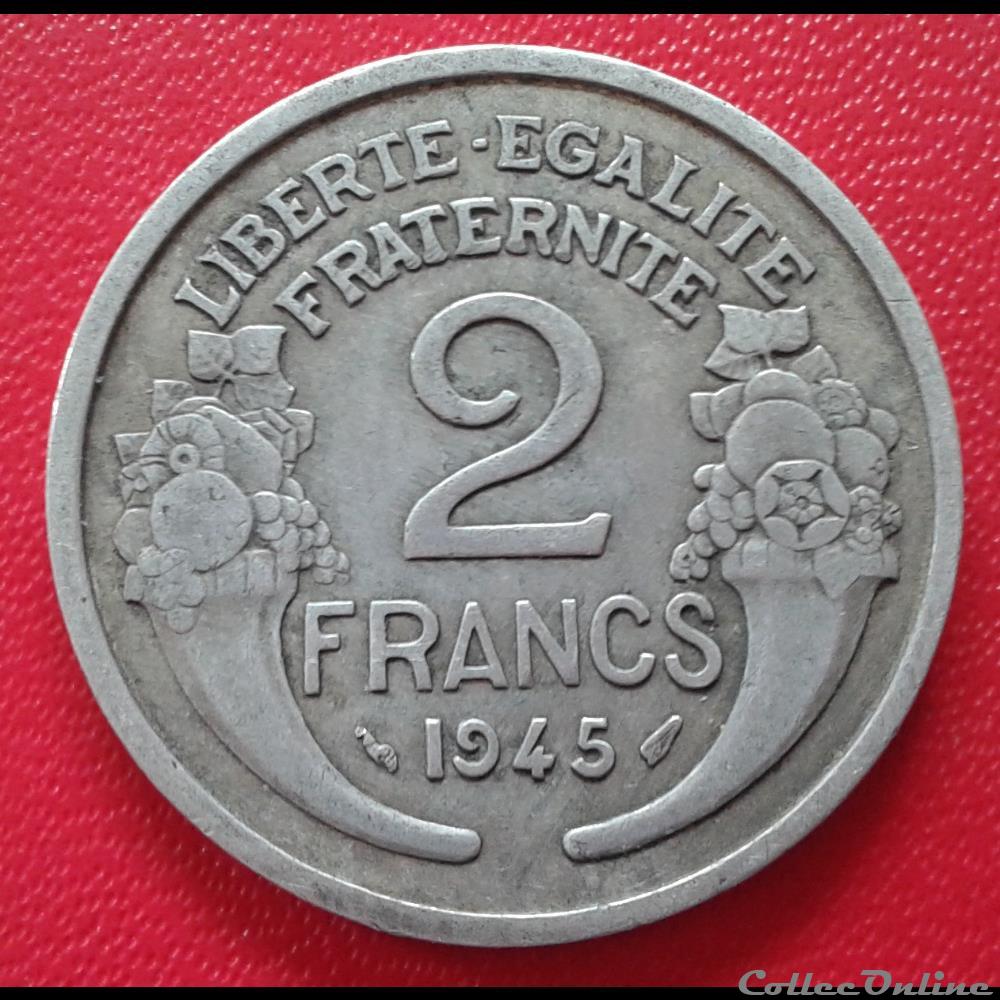 LIBERTE · EGALITE
FRATERNITE
2
FRANCS
1945
CollecOnline